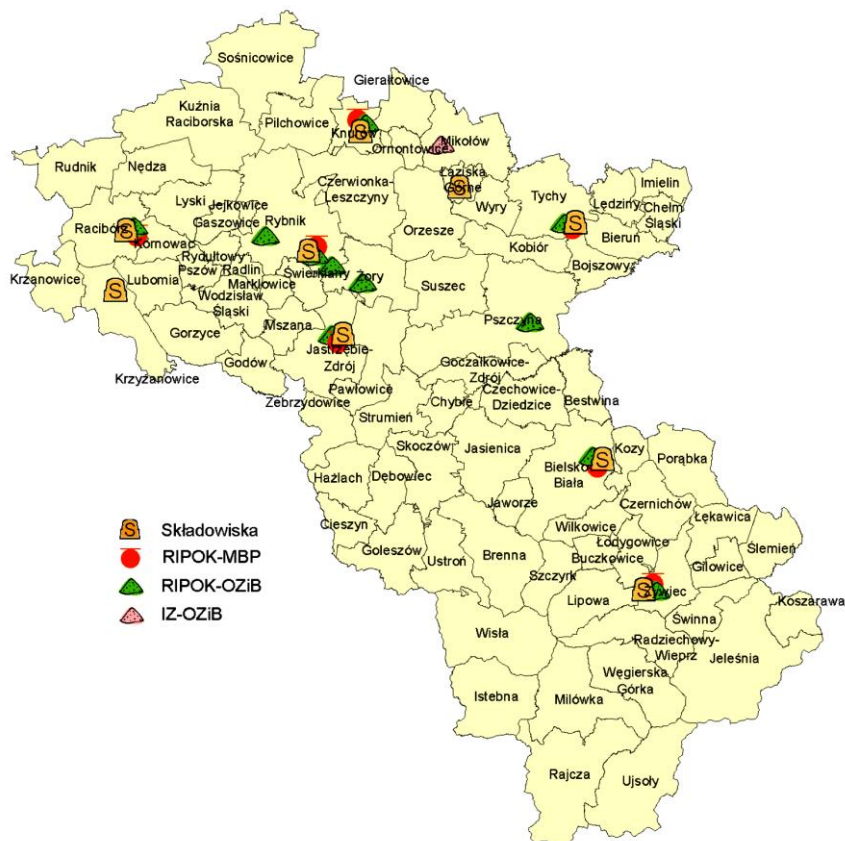 Sośnicowice
Gierałtowice
Kuźnia
Raciborska
Pilchowice
Knurów
Ornontowice
Mikołów
Rudnik
Nędza
Czerwionka-
Leszczyny
Łaziska
Górne
Wyry
Tychy
Lędziny
Imielin
Chełm
Śląski
Lyski
Jejkowice
Gaszowice
Rybnik
Orzesze
Kobiór
Bieruń
Bojszowy
Racibórz
Kornowac
Rydułtowy
Pszów
Radlin
Marklowice
Świerklany
Żory
Suszec
Krzanowice
Lubomia
Wodzisław
Śląski
Pszczyna
Gorzyce
Mszana
Jastrzębie-
Zdrój
Godów
Krzyżanowice
Pawłowice
Goczałkowice-
Zdrój
Zebrzydowice
Strumień
Chybie
Czechowice-
Dziedzice
Bestwina
Skoczów
Jasienica
Kozy
Porąbka
Hażlach
Dębowiec
Bielsko-
Biała
Jaworze
Czernichów
Łękawica
Cieszyn
Goleszów
Ustroń
Brenna
Wilkowice
Łodygowice
Buczkowice
Gilowice
Ślemień
Szczyrk
Lipowa
Żywiec
Koszarawa
Świnna
Radziechowy-
Wieprz
Jeleśnia
Wisła
Węgierska
Górka
Istebna
Milówka
Rajcza
Ujsoły
S
S
S
S
S
S
S
S
S
S Składowiska
RIPOK-MBP
RIPOK-OZiB
IZ-OZiB